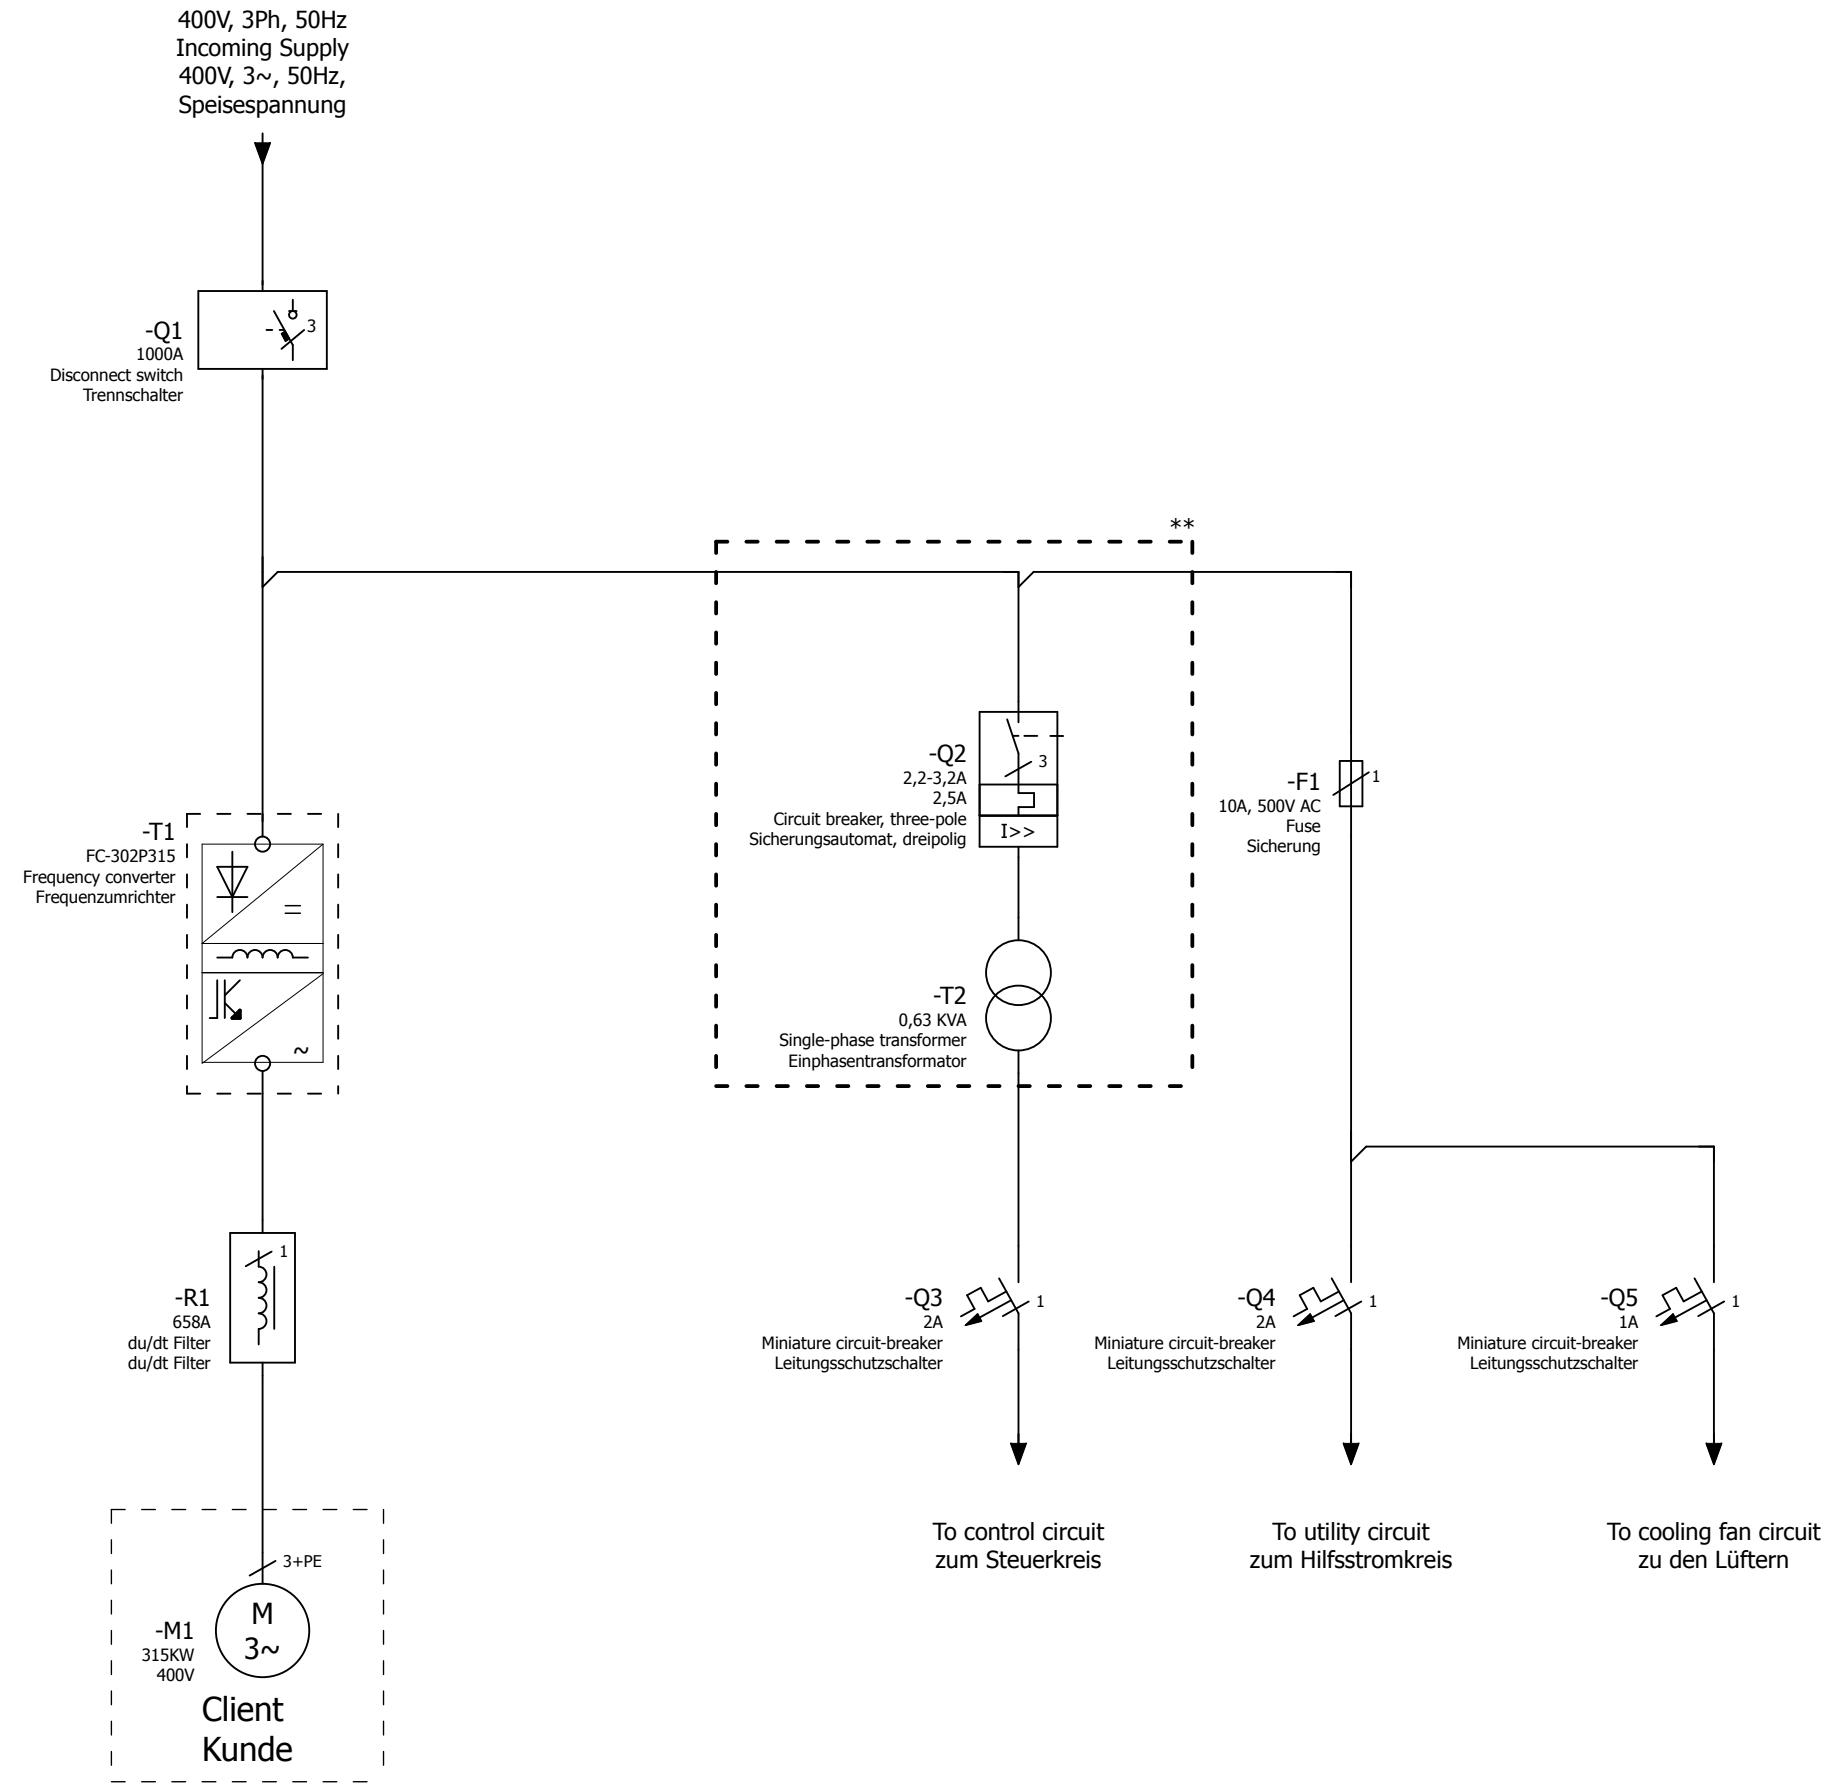 400V, 3Ph, 50Hz
Incoming Supply
400V, 3~, 50Hz,
Speisespannung
-Q1
1000A
Disconnect switch
Trennschalter
3
**
-Q2
2,2-3,2A
2,5A
Circuit breaker, three-pole
Sicherungsautomat, dreipolig
3
I>>
-F1
10A, 500V AC
Fuse
Sicherung
1
-T1
FC-302P315
Frequency converter
Frequenzumrichter
=
~
-T2
0,63 KVA
Single-phase transformer
Einphasentransformator
-R1
658A
du/dt Filter
du/dt Filter
1
-Q3
2A
Miniature circuit-breaker
Leitungsschutzschalter
1
-Q4
2A
Miniature circuit-breaker
Leitungsschutzschalter
1
-Q5
1A
Miniature circuit-breaker
Leitungsschutzschalter
1
To control circuit
zum Steuerkreis
To utility circuit
zum Hilfsstromkreis
To cooling fan circuit
zu den Lüftern
3+PE
-M1
315KW
400V
M
3~
Client
Kunde